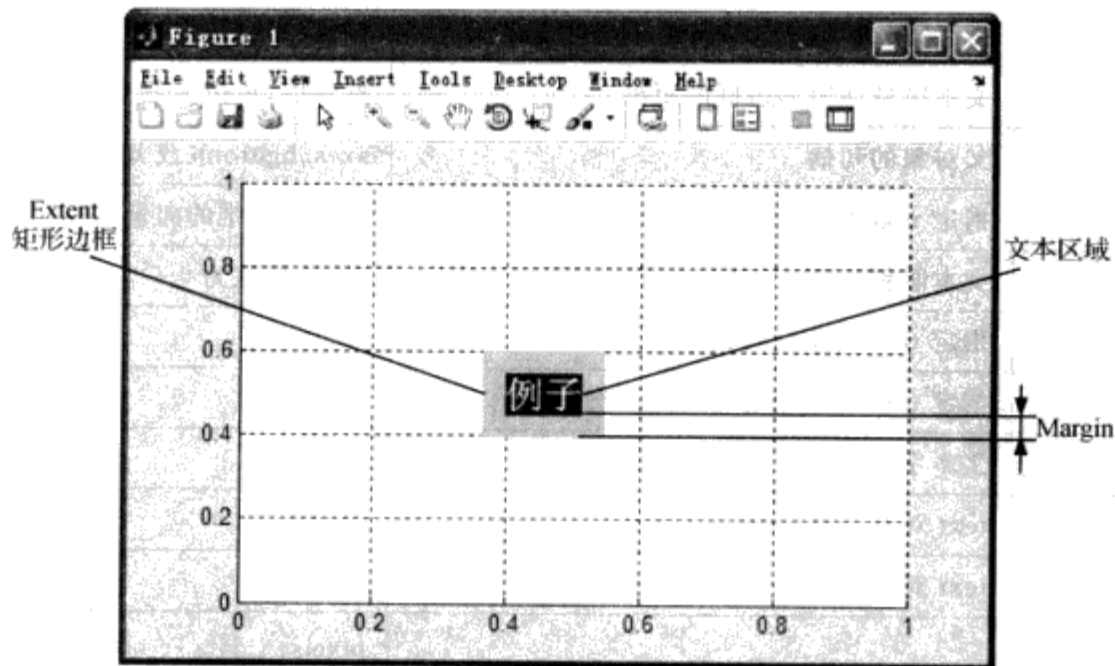 Figure 1
File Edit View Insert Tools Desktop Window Help
Extent
矩形边框
文本区域
1
0.8
0.6
例子
0.4
Margin
0.2
0
0 0.2 0.4 0.6 0.8 1